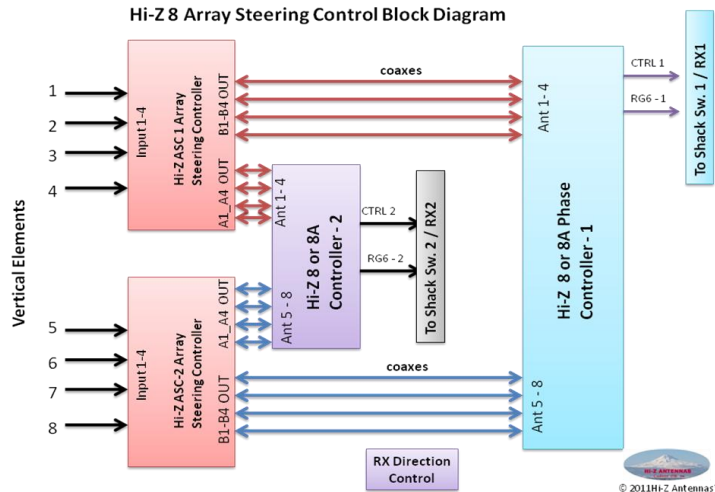 Hi-Z 8 Array Steering Control Block Diagram
Vertical Elements
1
2
3
4
Input 1-4
Hi-Z ASC 1 Array
Steering Controller
B1-B4 OUT
A1_A4 OUT
coaxes
Ant 1 - 4
Hi-Z 8 or 8A Phase
Controller - 1
CTRL 1
RG6 - 1
To Shack Sw. 1 / RX1
Ant 1 - 4
Hi-Z 8 or 8A
Controller - 2
Ant 5 - 8
CTRL 2
RG6 - 2
To Shack Sw. 2 / RX2
5
6
7
8
Input 1-4
Hi-Z ASC-2 Array
Steering Controller
A1_A4 OUT
B1-B4 OUT
coaxes
Ant 5 - 8
RX Direction
Control
Hi-Z ANTENNAS
© 2011Hi-Z Antennas